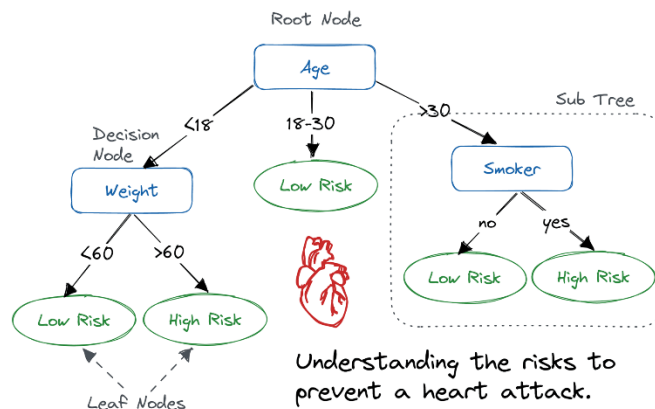 Root Node
Age
<18
18-30
>30
Sub Tree
Decision
Node
Weight
Low Risk
Smoker
<60
>60
no
yes
Low Risk
High Risk
Low Risk
High Risk
Leaf Nodes
Understanding the risks to
prevent a heart attack.